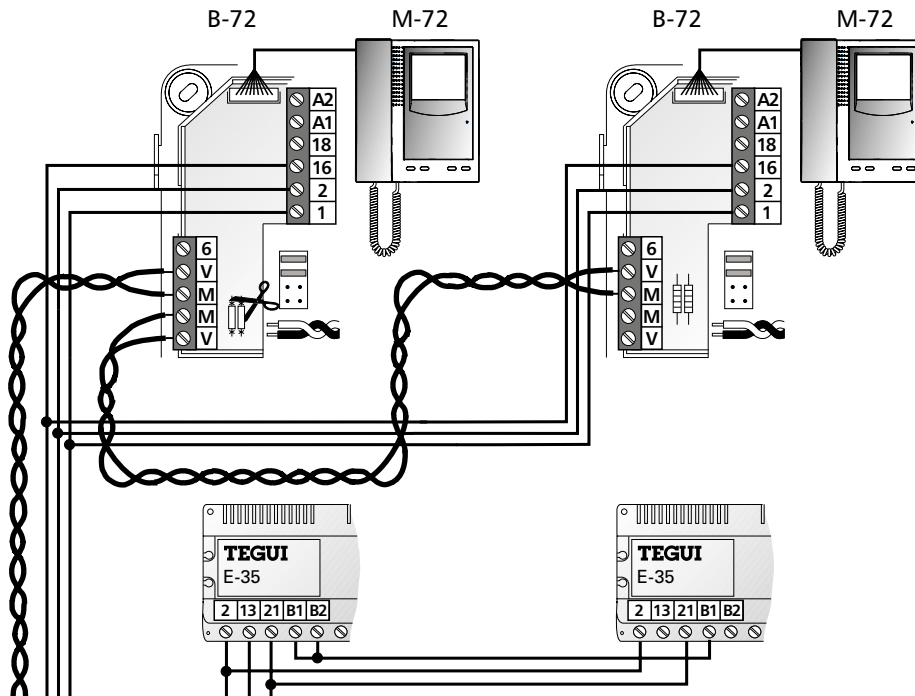 B-72 M-72 B-72 M-72
A2
A1
18
16
2
1
6
V
M
M
V
A2
A1
18
16
2
1
6
V
M
M
V
TEGUI
E-35
2 13 21 B1 B2
TEGUI
E-35
2 13 21 B1 B2